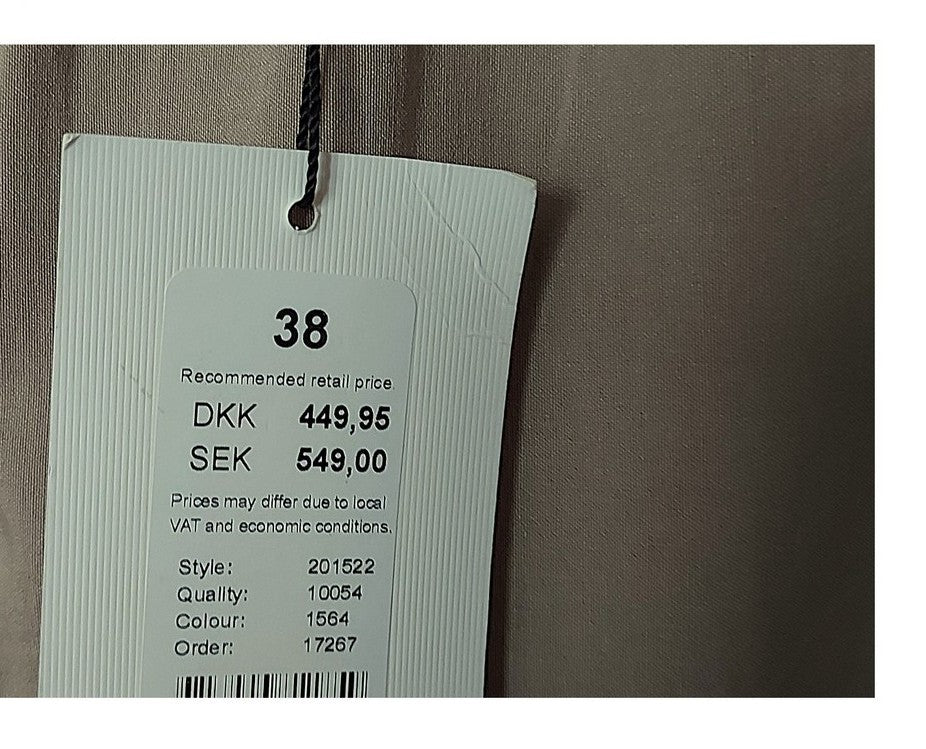 38
Recommended retail price
DKK 449,95
SEK 549,00
Prices may differ due to local
VAT and economic conditions.
Style: 201522
Quality: 10054
Colour: 1564
Order: 17267